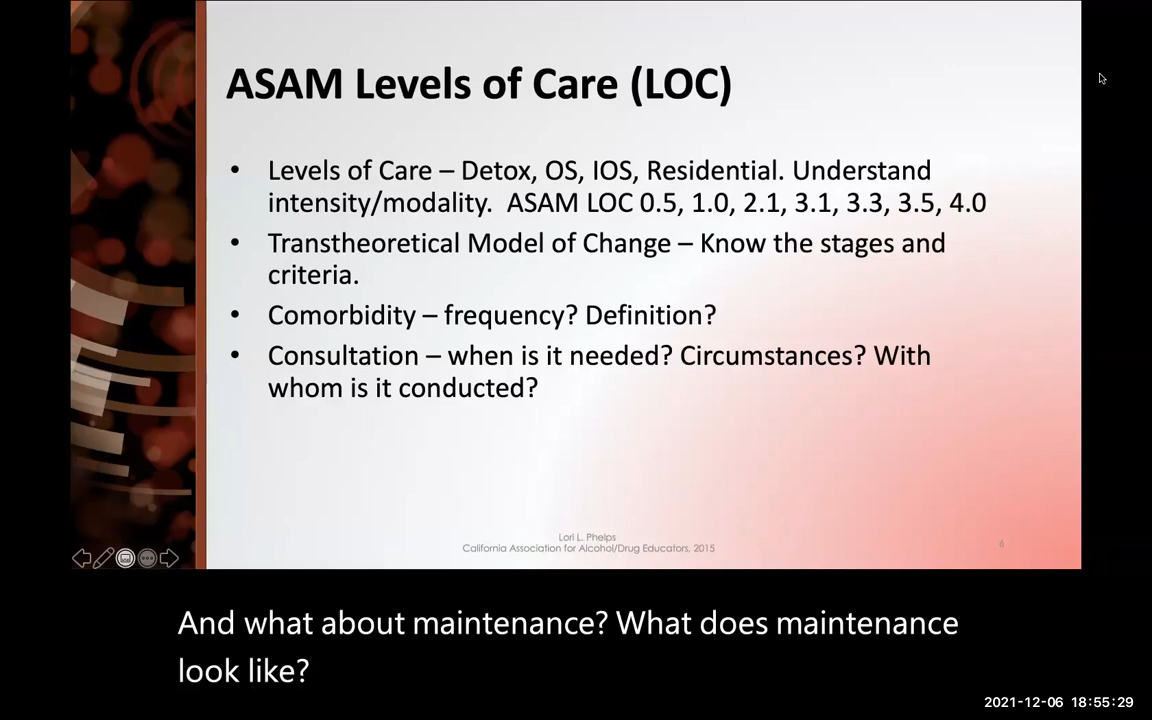 ASAM Levels of Care (LOC)
• Levels of Care – Detox, OS, IOS, Residential. Understand
intensity/modality.  ASAM LOC 0.5, 1.0, 2.1, 3.1, 3.3, 3.5, 4.0
• Transtheoretical Model of Change – Know the stages and
criteria.
• Comorbidity – frequency? Definition?
• Consultation – when is it needed? Circumstances? With
whom is it conducted?
Lori L. Phelps
California Association for Alcohol/Drug Educators, 2015
6
And what about maintenance? What does maintenance
look like?
2021-12-06 18:55:29